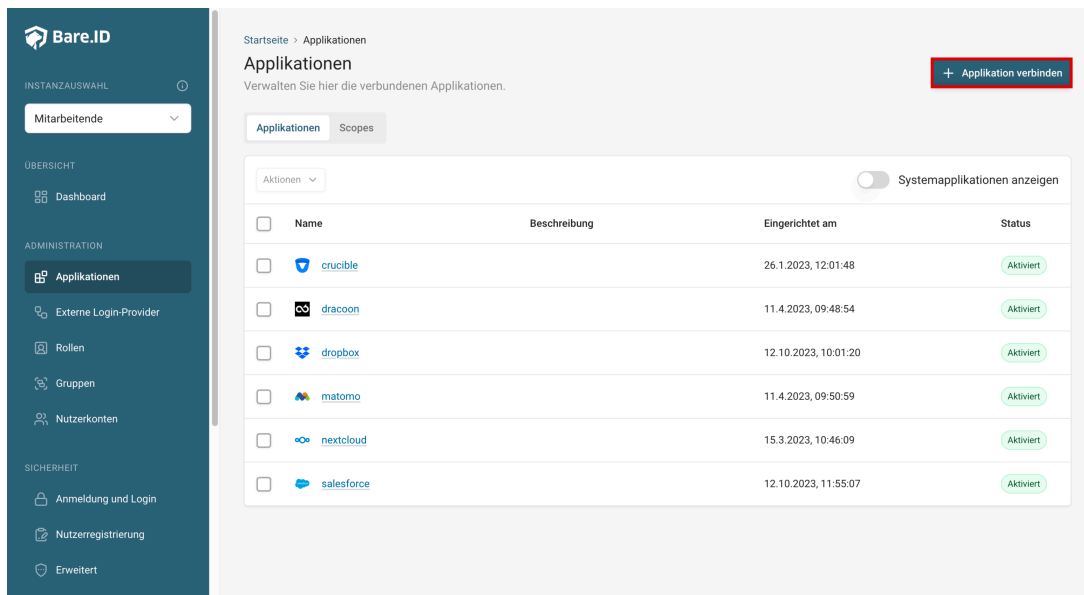 Bare.ID
INSTANZAUSWAHL
Mitarbeitende
ÜBERSICHT
Dashboard
ADMINISTRATION
Applikationen
Externe Login-Provider
Rollen
Gruppen
Nutzerkonten
SICHERHEIT
Anmeldung und Login
Nutzerregistrierung
Erweitert
Startseite > Applikationen
Applikationen
Verwalten Sie hier die verbundenen Applikationen.
+ Applikation verbinden
Applikationen Scopes
Aktionen
Systemapplikationen anzeigen
Name Beschreibung Eingerichtet am Status
crucible 26.1.2023, 12:01:48 Aktiviert
dracoon 11.4.2023, 09:48:54 Aktiviert
dropbox 12.10.2023, 10:01:20 Aktiviert
matomo 11.4.2023, 09:50:59 Aktiviert
nextcloud 15.3.2023, 10:46:09 Aktiviert
salesforce 12.10.2023, 11:55:07 Aktiviert